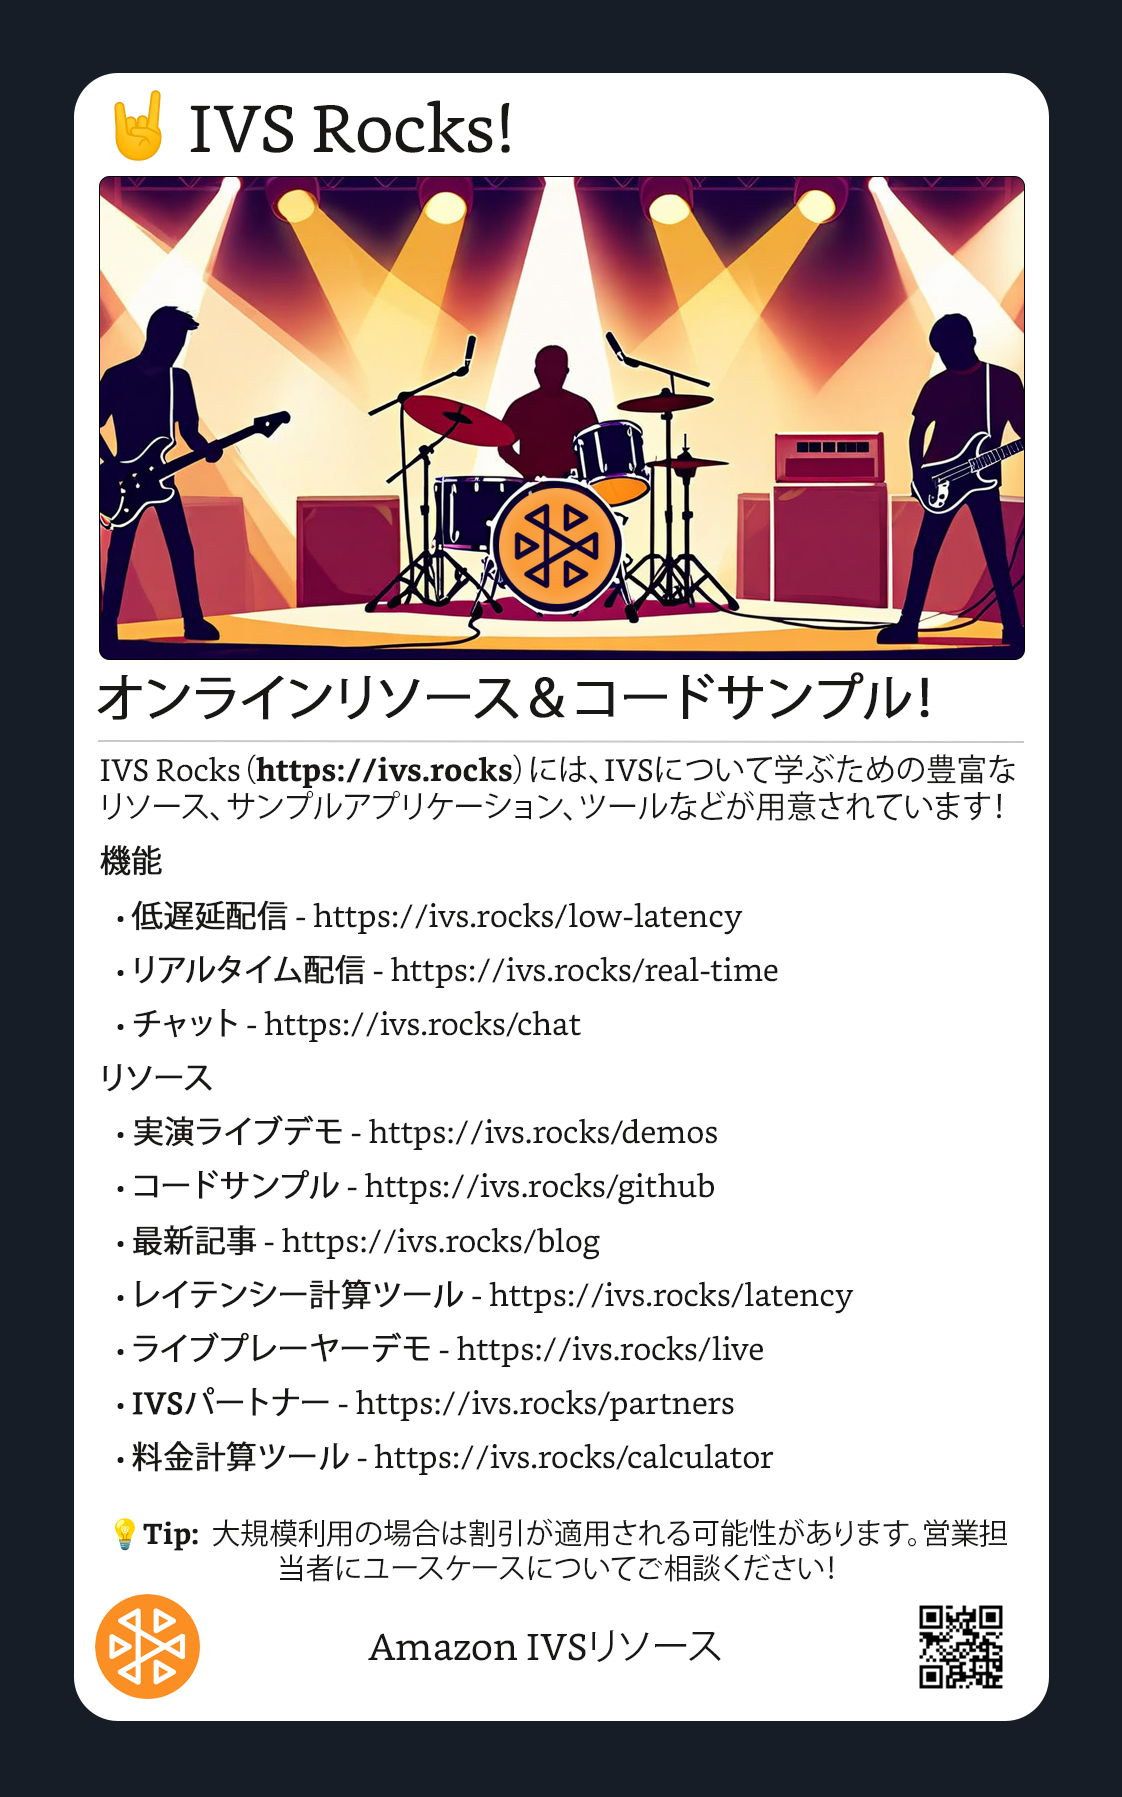 🤘 IVS Rocks!
オンラインリソース＆コードサンプル！
IVS Rocks（https://ivs.rocks）には、IVSについて学ぶための豊富な
リソース、サンプルアプリケーション、ツールなどが用意されています！
機能
• 低遅延配信 - https://ivs.rocks/low-latency
• リアルタイム配信 - https://ivs.rocks/real-time
• チャット - https://ivs.rocks/chat
リソース
• 実演ライブデモ - https://ivs.rocks/demos
• コードサンプル - https://ivs.rocks/github
• 最新記事 - https://ivs.rocks/blog
• レイテンシー計算ツール - https://ivs.rocks/latency
• ライブプレーヤーデモ - https://ivs.rocks/live
• IVSパートナー - https://ivs.rocks/partners
• 料金計算ツール - https://ivs.rocks/calculator
💡Tip: 大規模利用の場合は割引が適用される可能性があります。営業担
当者にユースケースについてご相談ください！
Amazon IVSリソース